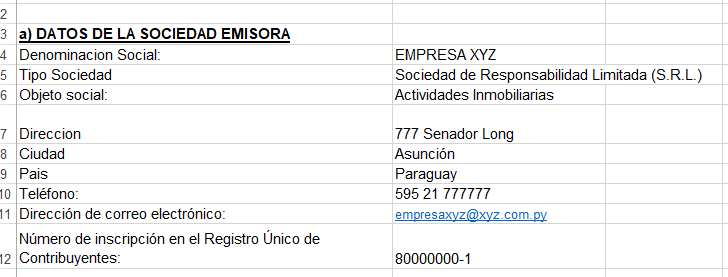 2
3 a) DATOS DE LA SOCIEDAD EMISORA
4 Denominacion Social: EMPRESA XYZ
5 Tipo Sociedad Sociedad de Responsabilidad Limitada (S.R.L.)
6 Objeto social: Actividades Inmobiliarias
7 Direccion 777 Senador Long
8 Ciudad Asunción
9 Pais Paraguay
10 Teléfono: 595 21 777777
11 Dirección de correo electrónico: empresaxyz@xyz.com.py
Número de inscripción en el Registro Único de
12 Contribuyentes: 80000000-1